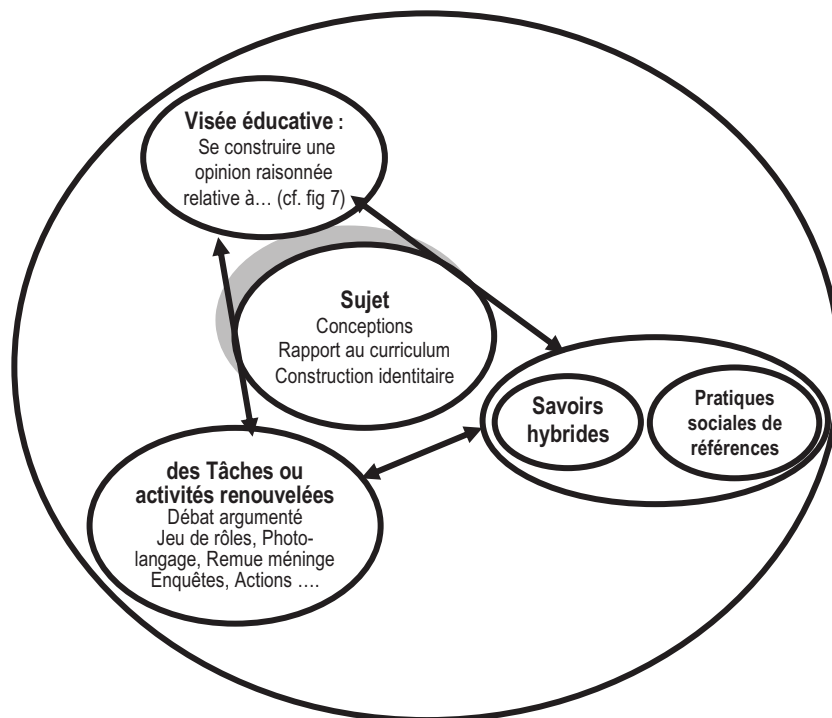 Visée éducative :
Se construire une
opinion raisonnée
relative à… (cf. fig 7)
Sujet
Conceptions
Rapport au curriculum
Construction identitaire
Savoirs
hybrides
Pratiques
sociales de
références
des Tâches ou
activités renouvelées
Débat argumenté
Jeu de rôles, Photo-
langage, Remue méninge
Enquêtes, Actions ….